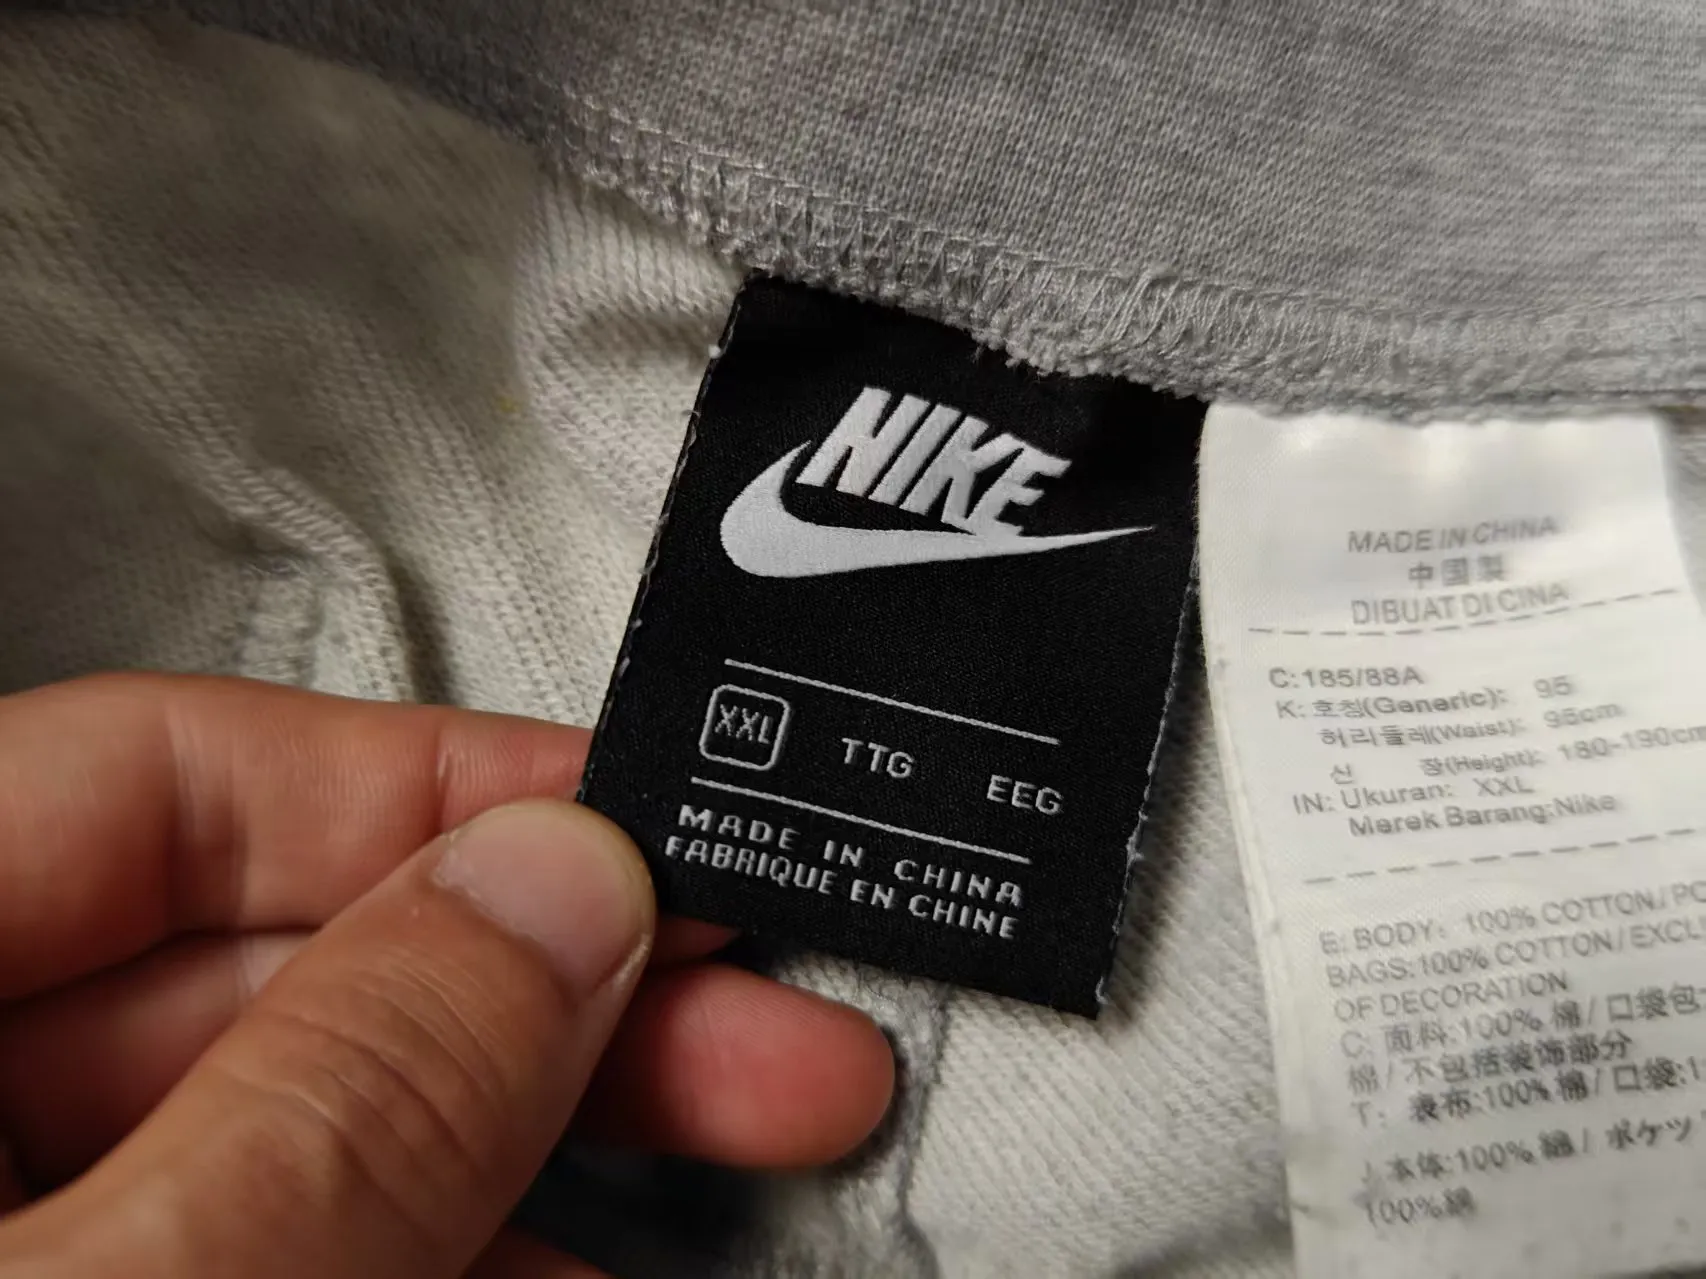 NIKE
XXL TTG EEG
MADE IN CHINA
FABRIQUE EN CHINE
MADE IN CHINA
中国製
DIBUAT DI CINA
C: 185/88A
K: 호칭(Generic): 95
허리둘레(Waist): 95cm
신 장(Height): 180-190cm
IN: Ukuran: XXL
Merek Barang:Nike
E: BODY: 100% COTTON/
BAGS:100% COTTON/
OF DECORATION
C: 面料:100% 棉/口袋
棉/不包括装饰部分
T: 表布:100% 棉/口袋:
本体:100% 綿/ ポケッ
100%綿